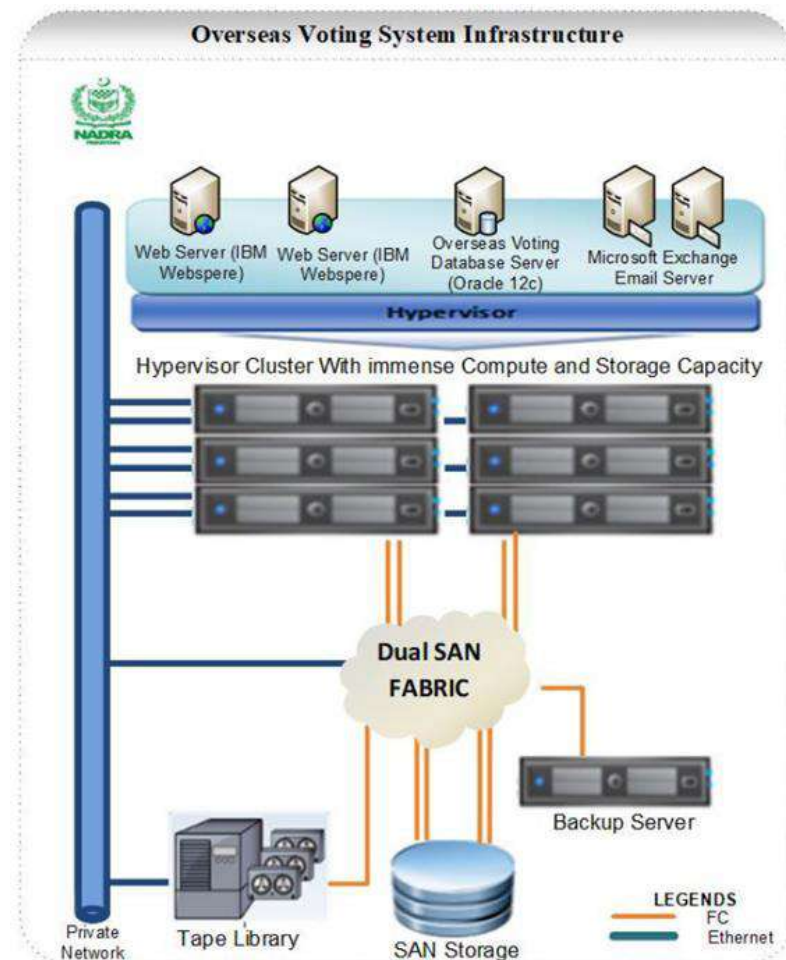 Overseas Voting System Infrastructure
NADRA
Web Server (IBM
Webspere)
Web Server (IBM
Webspere)
Overseas Voting
Database Server
(Oracle 12c)
Microsoft Exchange
Email Server
Hypervisor
Hypervisor Cluster With immense Compute and Storage Capacity
Dual SAN
FABRIC
Backup Server
Private
Network
Tape Library
SAN Storage
LEGENDS
FC
Ethernet